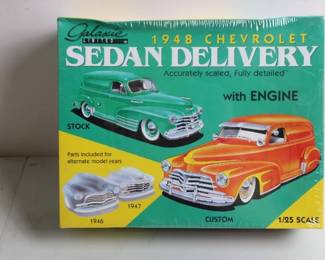 Galaxie
LIMITED
1948 CHEVROLET
SEDAN DELIVERY
Accurately scaled, Fully detailed
with ENGINE
STOCK
Parts included for
alternate model years
1946
1947
CUSTOM
1/25 SCALE